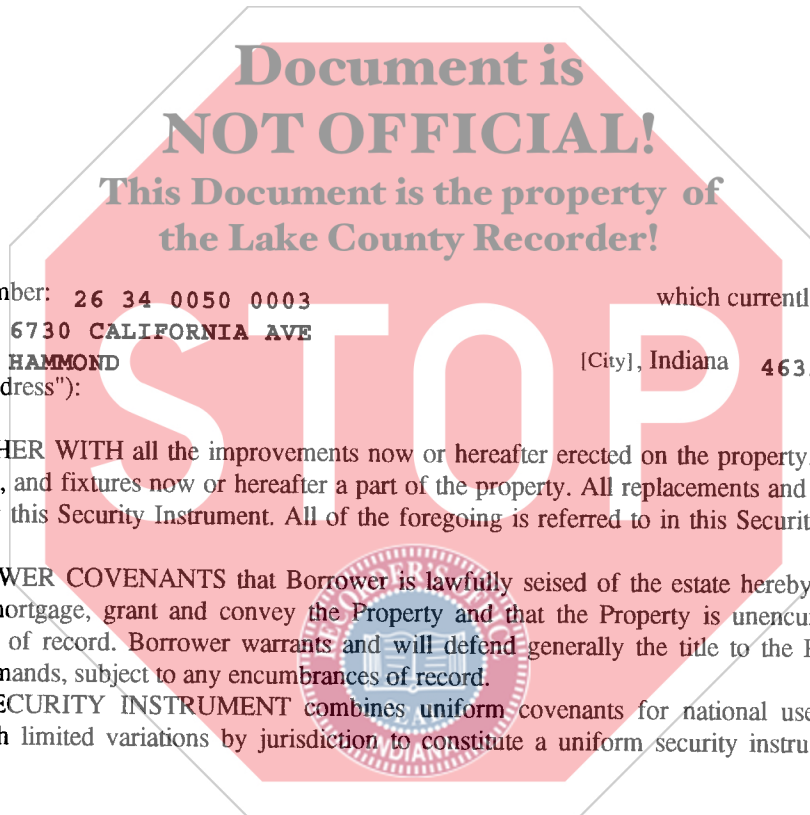 Document is
NOT OFFICIAL!
This Document is the property of
the Lake County Recorder!
mber: 26 34 0050 0003 which currentl
6730 CALIFORNIA AVE
HAMMOND [City], Indiana 463
dress"):
STOP
HER WITH all the improvements now or hereafter erected on the property,
, and fixtures now or hereafter a part of the property. All replacements and
this Security Instrument. All of the foregoing is referred to in this Securit
WER COVENANTS that Borrower is lawfully seised of the estate hereby
mortgage, grant and convey the Property and that the Property is unencu
of record. Borrower warrants and will defend generally the title to the
mands, subject to any encumbrances of record.
ECURITY INSTRUMENT combines uniform covenants for national use
h limited variations by jurisdiction to constitute a uniform security instru
RECORDER'S OFFICE
SEAL
INDIANA